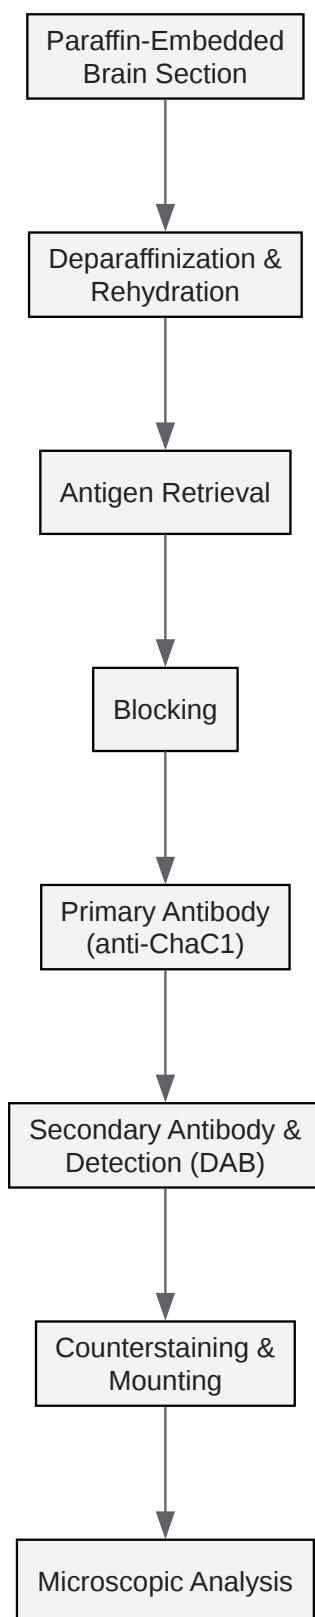 Paraffin-Embedded
Brain Section
Deparaffinization &
Rehydration
Antigen Retrieval
Blocking
Primary Antibody
(anti-ChaC1)
Secondary Antibody &
Detection (DAB)
Counterstaining &
Mounting
Microscopic Analysis